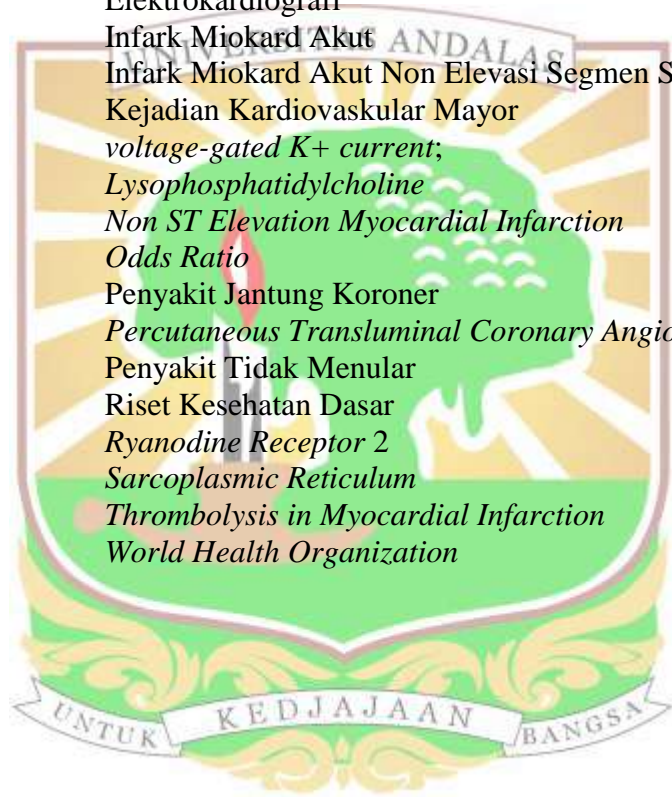 Elektrokardiografi
UNIVERSITAS ANDALAS
Infark Miokard Akut
Infark Miokard Akut Non Elevasi Segmen S
Kejadian Kardiovaskular Mayor
voltage-gated K+ current;
Lysophosphatidylcholine
Non ST Elevation Myocardial Infarction
Odds Ratio
Penyakit Jantung Koroner
Percutaneous Transluminal Coronary Angio
Penyakit Tidak Menular
Riset Kesehatan Dasar
Ryanodine Receptor 2
Sarcoplasmic Reticulum
Thrombolysis in Myocardial Infarction
World Health Organization
UNTUK KEDJAJAAN BANGSA